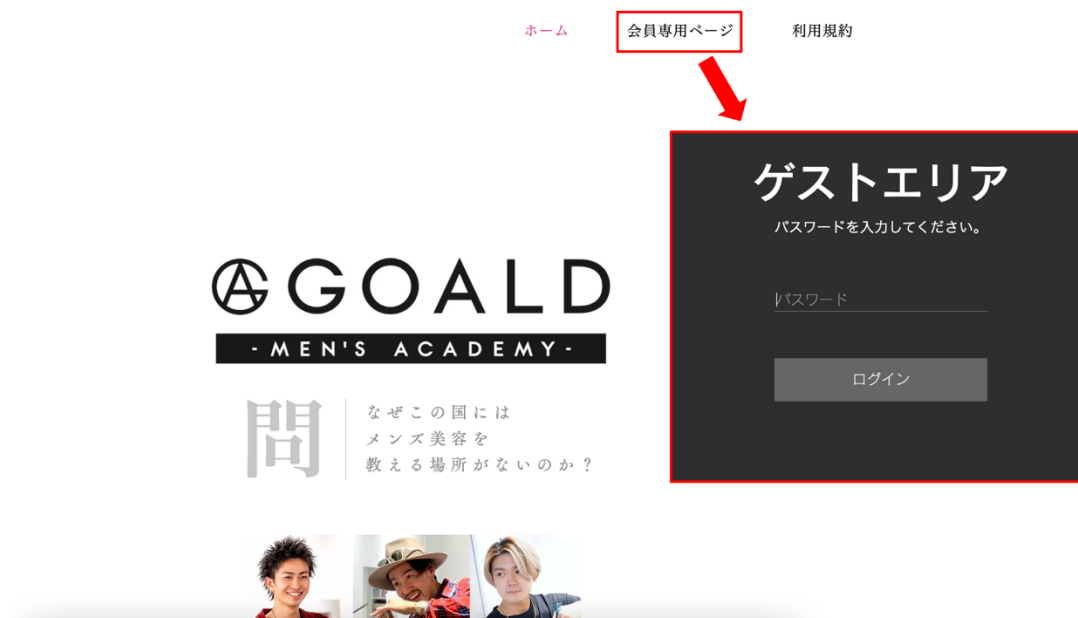 ホーム 会員専用ページ 利用規約
ゲストエリア
パスワードを入力してください。
パスワード
ログイン
GOALD
- MEN'S ACADEMY -
問
なぜこの国には
メンズ美容を
教える場所がないのか?